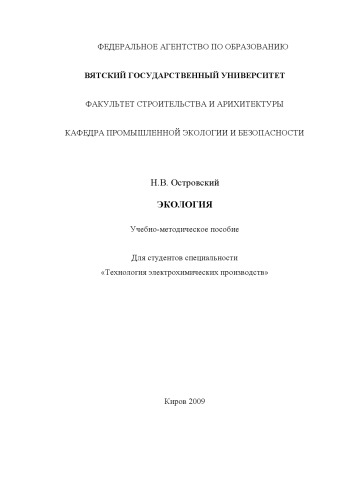 ФЕДЕРАЛЬНОЕ АГЕНТСТВО ПО ОБРАЗОВАНИЮ
ВЯТСКИЙ ГОСУДАРСТВЕННЫЙ УНИВЕРСИТЕТ
ФАКУЛЬТЕТ СТРОИТЕЛЬСТВА И АРИХИТЕКТУРЫ
КАФЕДРА ПРОМЫШЛЕННОЙ ЭКОЛОГИИ И БЕЗОПАСНОСТИ
Н.В. Островский
ЭКОЛОГИЯ
Учебно-методическое пособие
Для студентов специальности
«Технология электрохимических производств»
Киров 2009